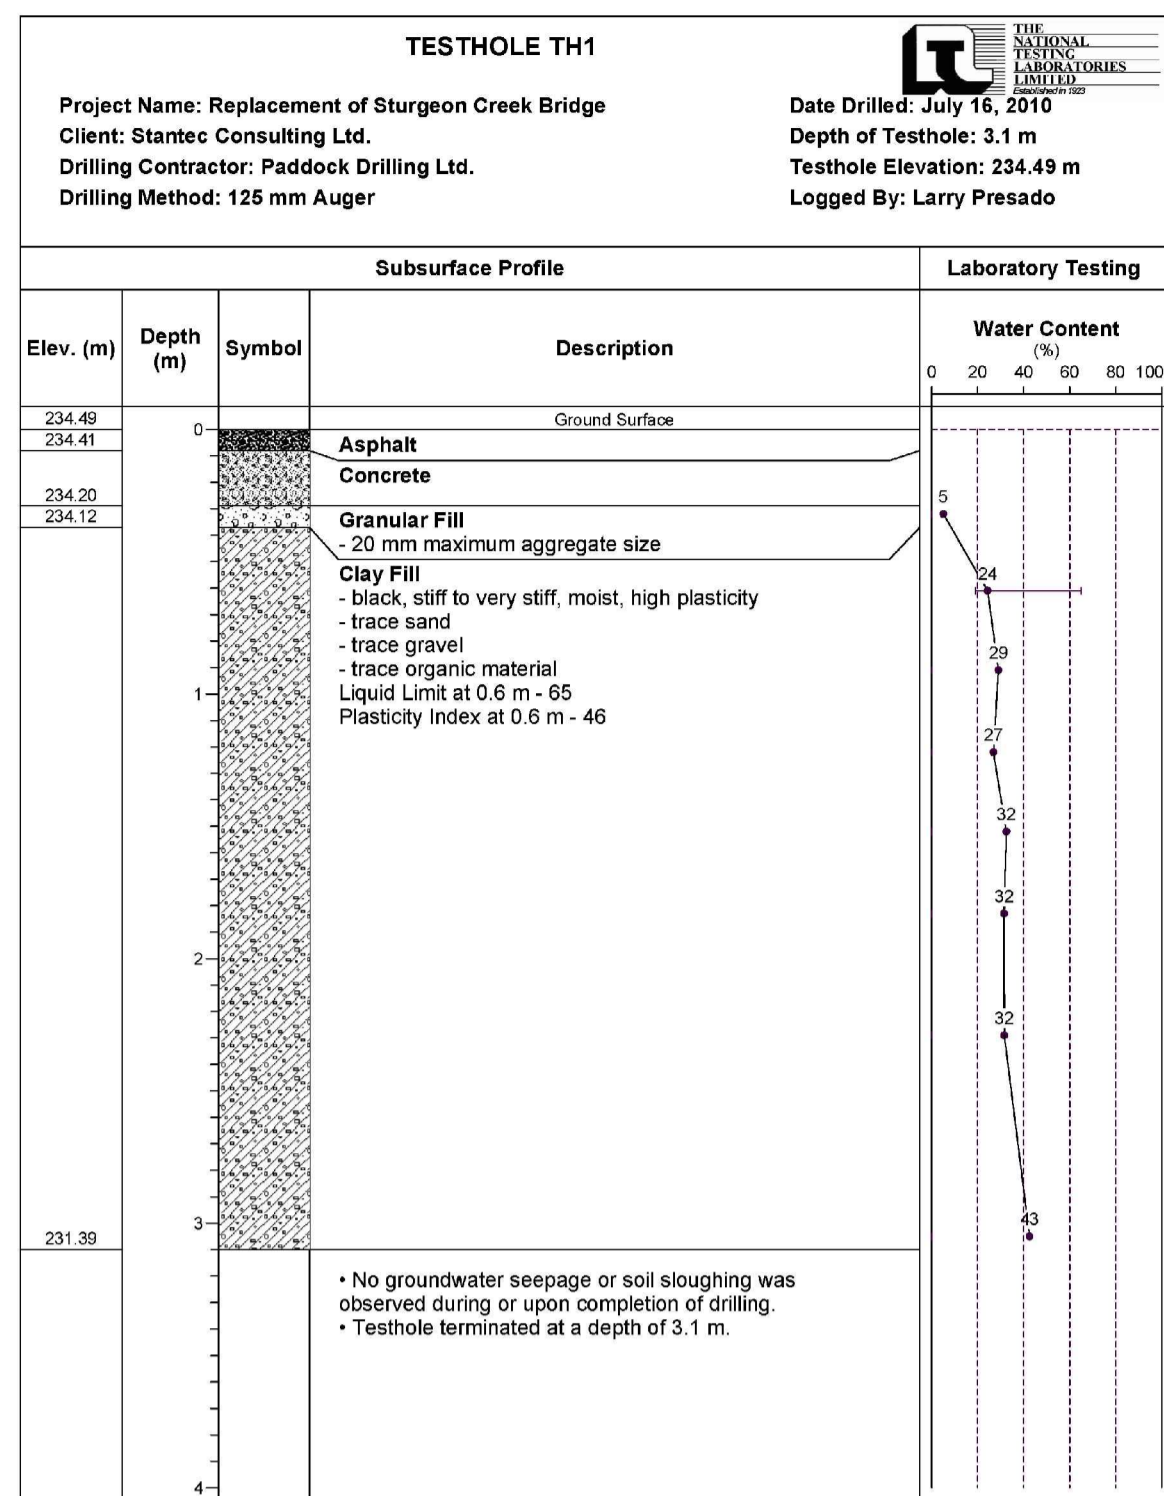 TESTHOLE TH1
THE
NATIONAL
TESTING
LABORATORIES
LIMITED
Established in 1923
Project Name: Replacement of Sturgeon Creek Bridge
Client: Stantec Consulting Ltd.
Drilling Contractor: Paddock Drilling Ltd.
Drilling Method: 125 mm Auger
Date Drilled: July 16, 2010
Depth of Testhole: 3.1 m
Testhole Elevation: 234.49 m
Logged By: Larry Presado
Subsurface Profile
Laboratory Testing
Elev. (m)
Depth
(m)
Symbol
Description
Water Content
(%)
0 20 40 60 80 100
234.49
Ground Surface
0
234.41
Asphalt
Concrete
234.20
234.12
Granular Fill
- 20 mm maximum aggregate size
Clay Fill
- black, stiff to very stiff, moist, high plasticity
- trace sand
- trace gravel
- trace organic material
Liquid Limit at 0.6 m - 65
Plasticity Index at 0.6 m - 46
1
2
3
231.39
• No groundwater seepage or soil sloughing was
observed during or upon completion of drilling.
• Testhole terminated at a depth of 3.1 m.
4
5
24
29
27
32
32
32
43